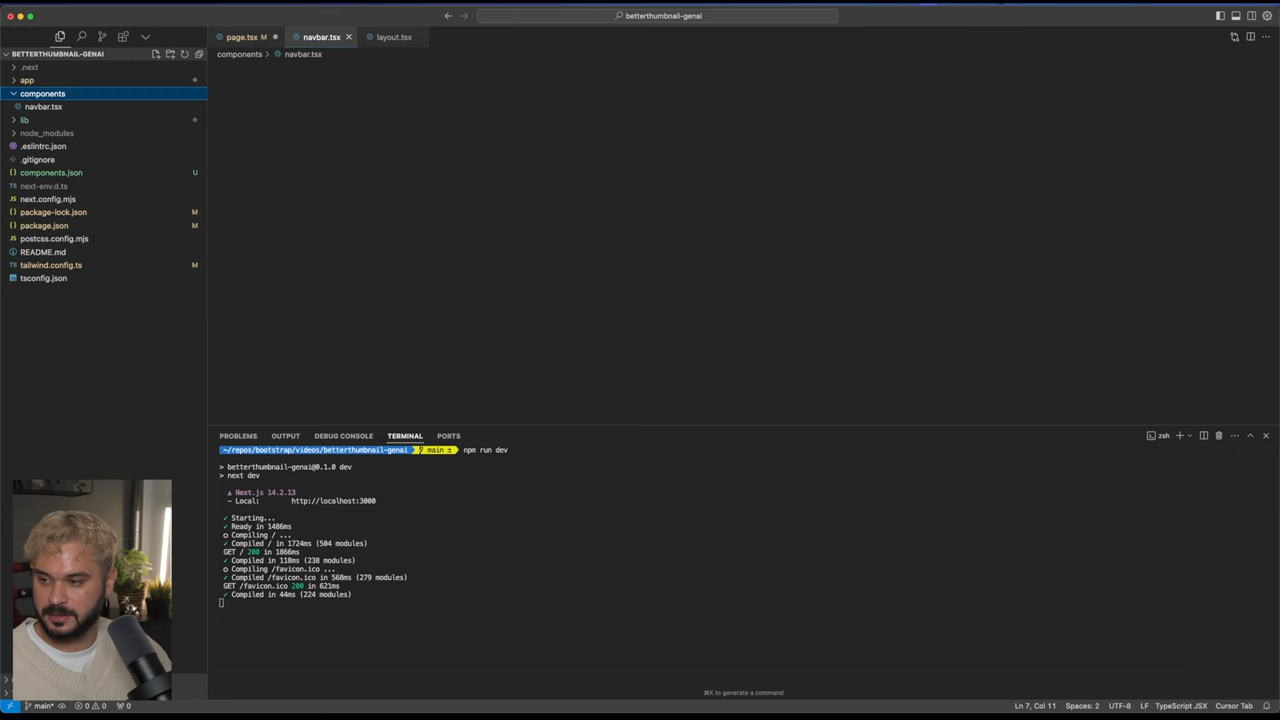 betterthumbnail-genai
page.tsx M
navbar.tsx
layout.tsx
BETTERTHUMBNAIL-GENAI
components
navbar.tsx
.next
app
components
navbar.tsx
lib
node_modules
.eslintrc.json
.gitignore
components.json U
next-env.d.ts
next.config.mjs
package-lock.json M
package.json M
postcss.config.mjs
README.md
tailwind.config.ts M
tsconfig.json
PROBLEMS OUTPUT DEBUG CONSOLE TERMINAL PORTS
zsh
~/repos/bootstrap/videos/betterthumbnail-genai main ± npm run dev
> betterthumbnail-genai@0.1.0 dev
> next dev
▲ Next.js 14.2.13
- Local: http://localhost:3000
✓ Starting...
✓ Ready in 1486ms
○ Compiling / ...
✓ Compiled / in 1724ms (504 modules)
GET / 200 in 1866ms
✓ Compiled in 118ms (238 modules)
○ Compiling /favicon.ico ...
✓ Compiled /favicon.ico in 568ms (279 modules)
GET /favicon.ico 200 in 621ms
✓ Compiled in 44ms (224 modules)
⌘K to generate a command
main* 0 0 0
Ln 7, Col 11 Spaces: 2 UTF-8 LF TypeScript JSX Cursor Tab